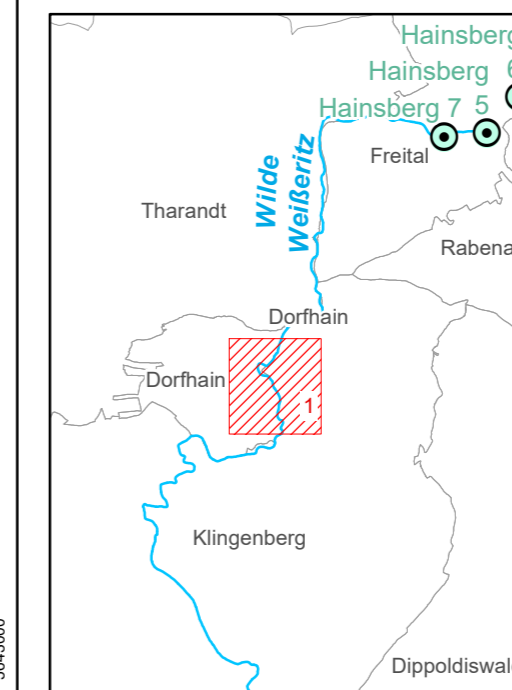 Hainsberg
Hainsberg 6
Hainsberg 7 5
Freital
Wilde
Weißeritz
Tharandt
Rabena
Dorfhain
Dorfhain
1
Klingenberg
Dippoldiswal